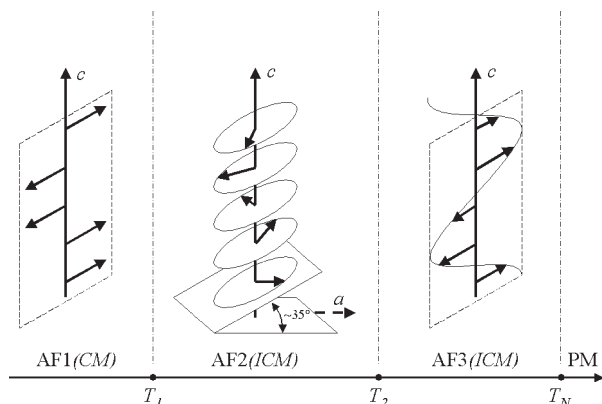 c
c
c
a
~35°
AF1(CM)
AF2(ICM)
AF3(ICM)
PM
T1
T2
TN